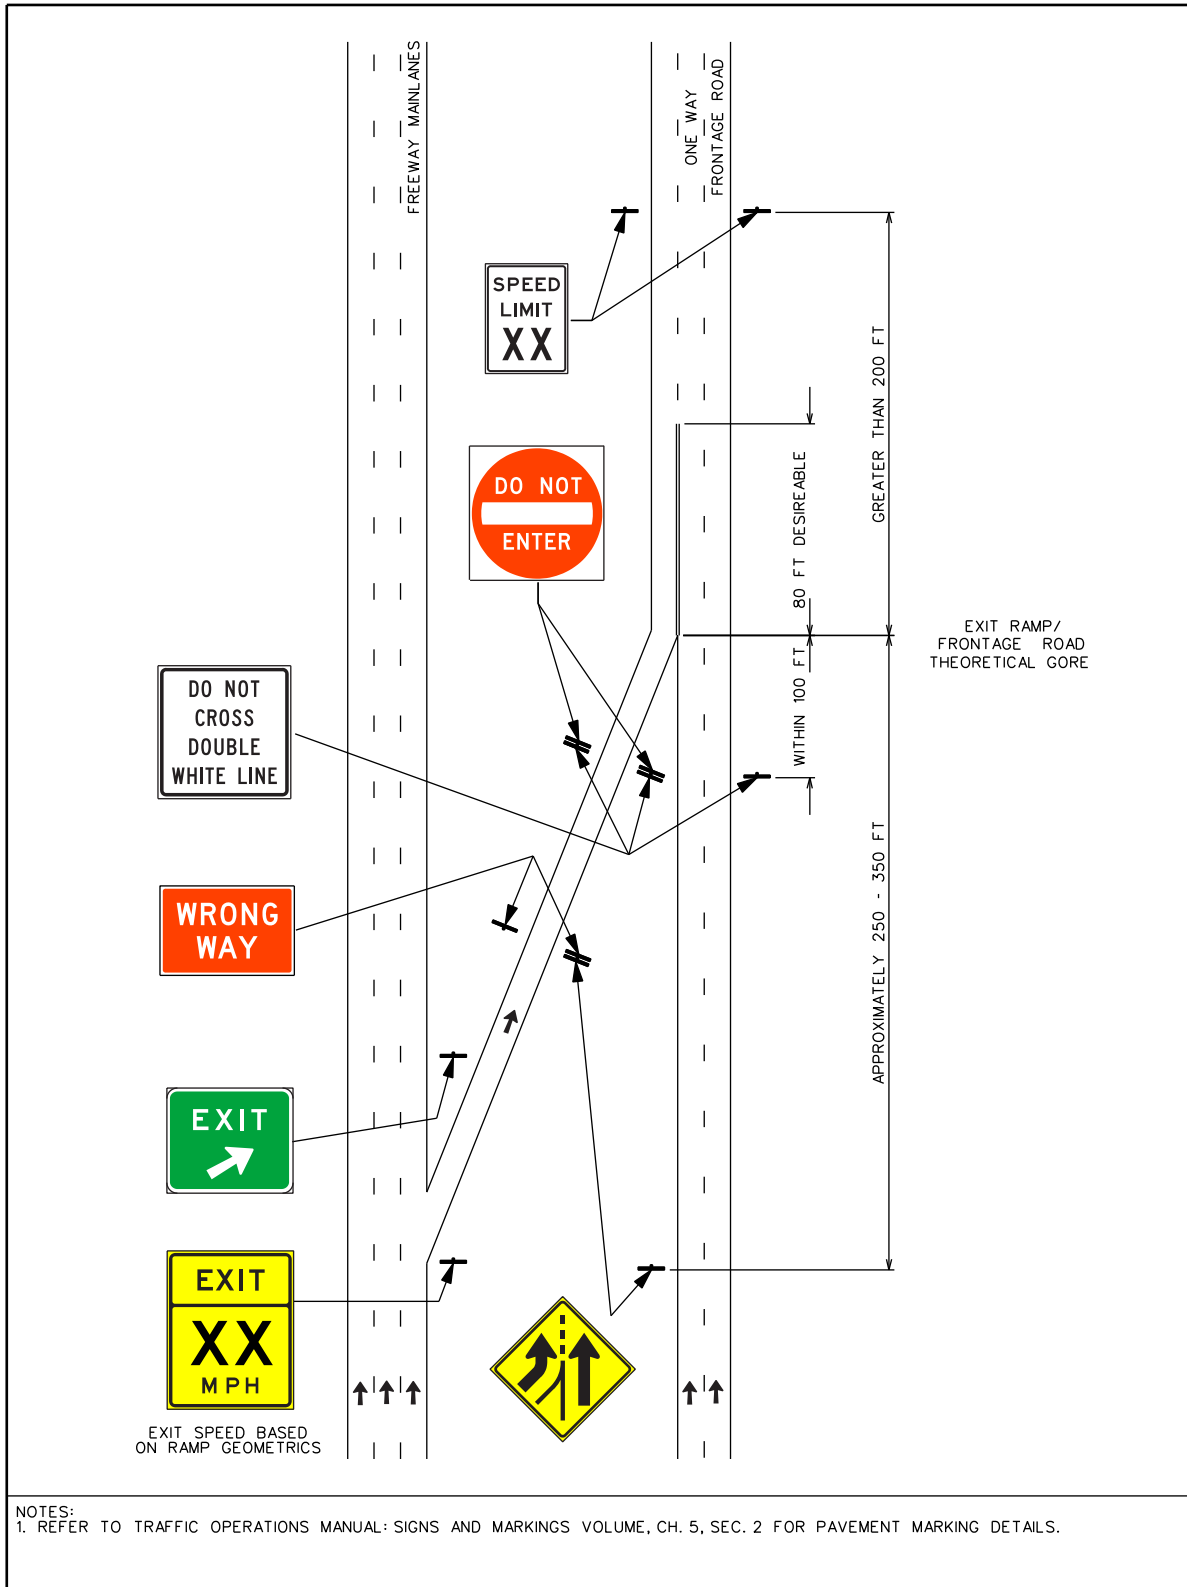 FREEWAY MAINLANES
ONE WAY
FRONTAGE ROAD
SPEED
LIMIT
XX
GREATER THAN 200 FT
DO NOT
ENTER
80 FT DESIREABLE
EXIT RAMP/
FRONTAGE ROAD
THEORETICAL GORE
DO NOT
CROSS
DOUBLE
WHITE LINE
WITHIN 100 FT
WRONG
WAY
APPROXIMATELY 250 - 350 FT
EXIT
EXIT
XX
MPH
EXIT SPEED BASED
ON RAMP GEOMETRICS
NOTES:
1. REFER TO TRAFFIC OPERATIONS MANUAL: SIGNS AND MARKINGS VOLUME, CH. 5, SEC. 2 FOR PAVEMENT MARKING DETAILS.